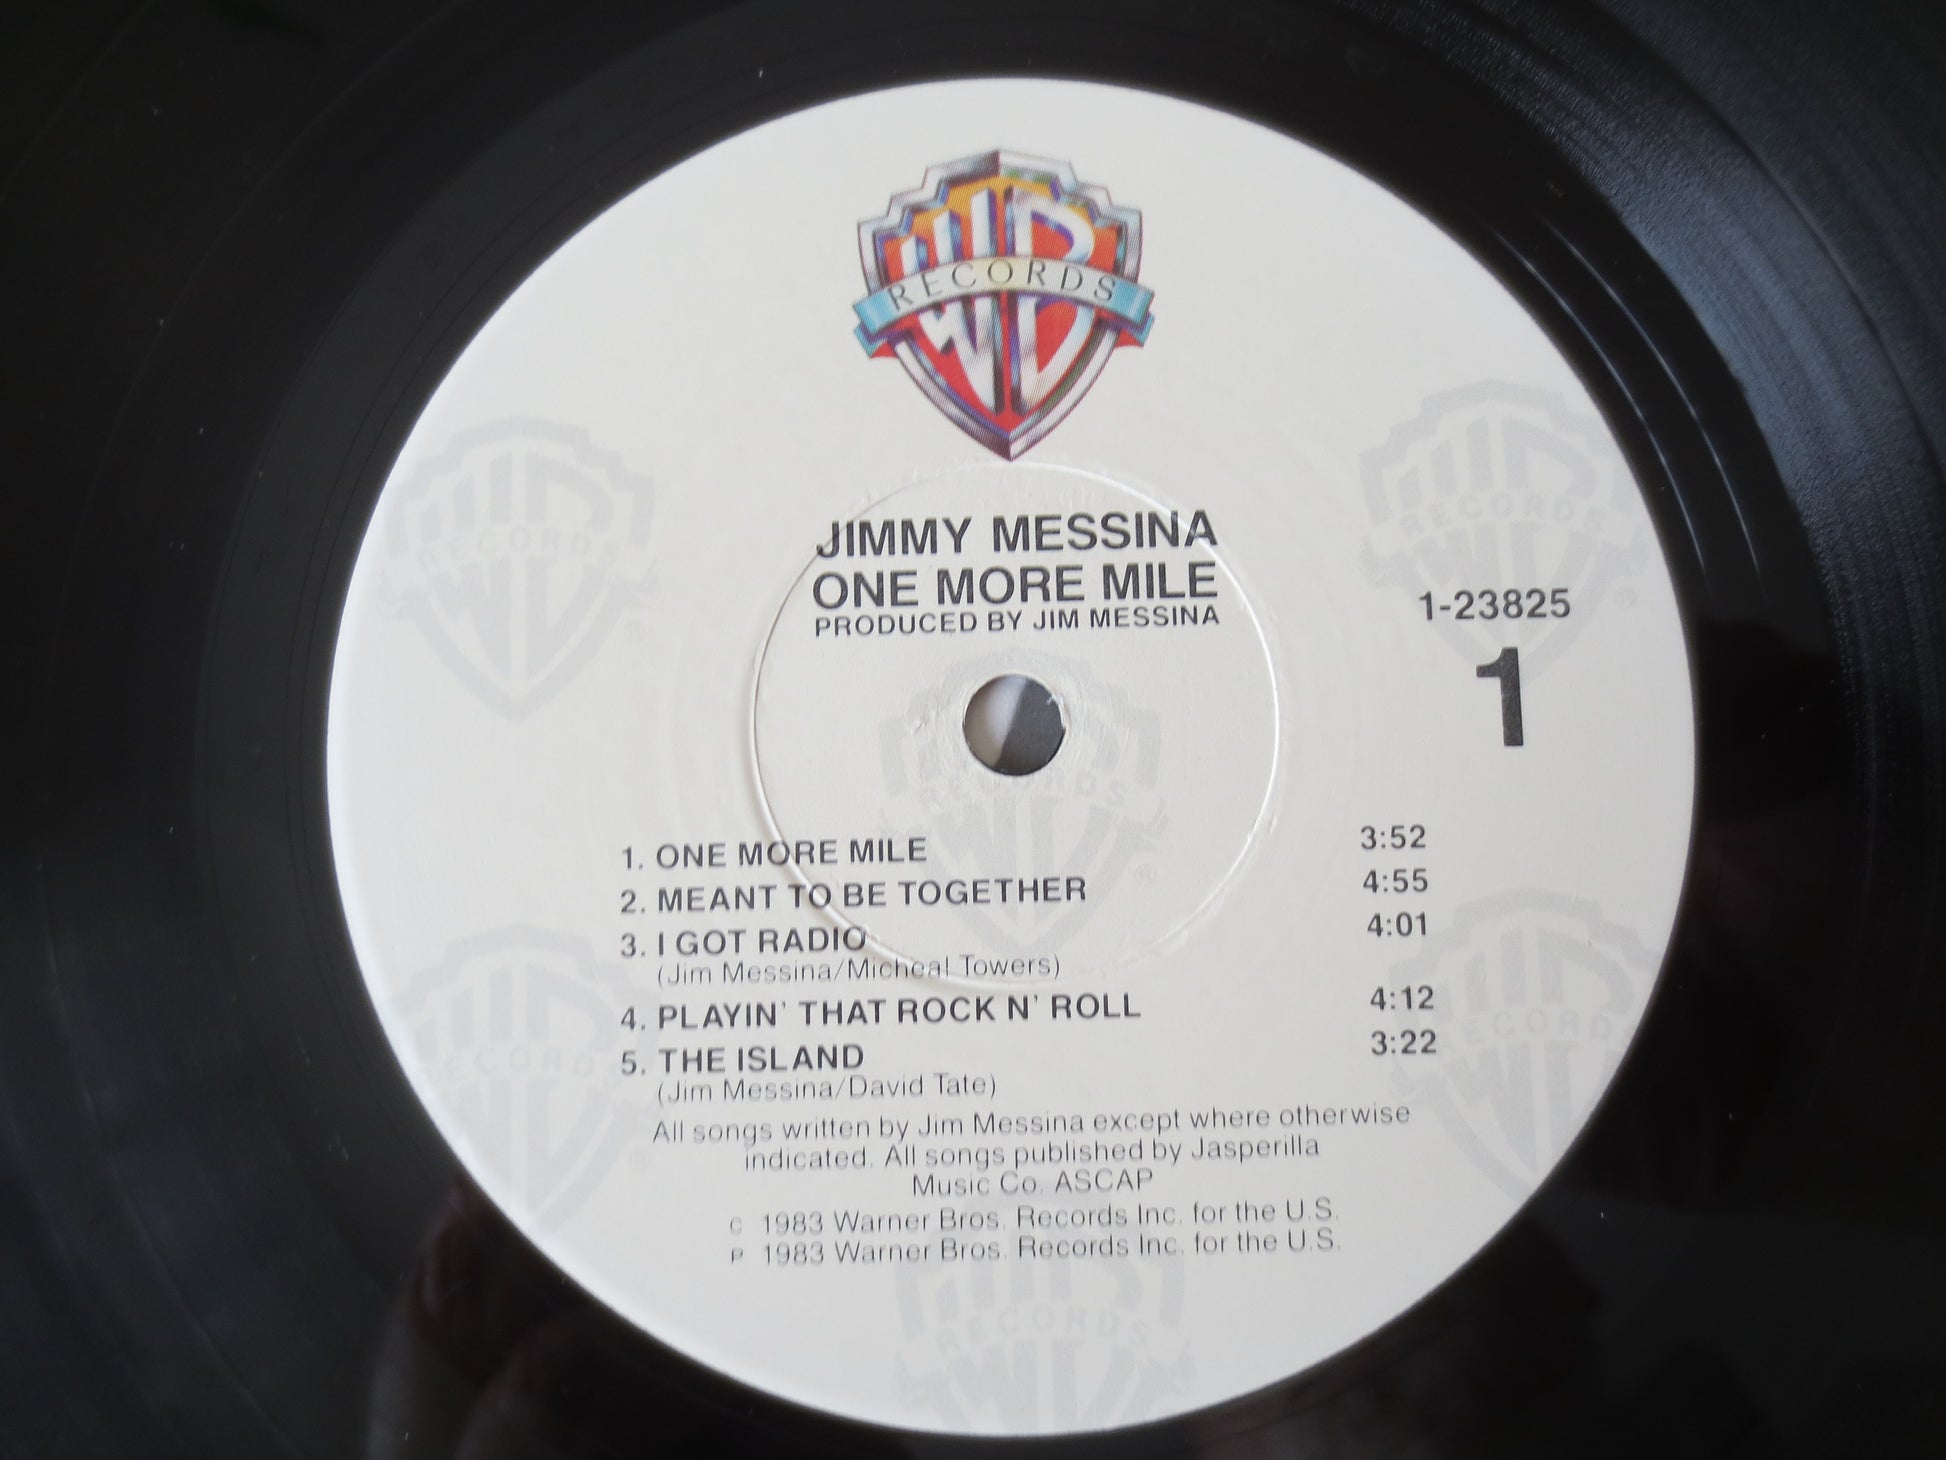 RECORDS
JIMMY MESSINA
ONE MORE MILE
PRODUCED BY JIM MESSINA
1-23825
1
1. ONE MORE MILE 3:52
2. MEANT TO BE TOGETHER 4:55
3. I GOT RADIO 4:01
(Jim Messina/Micheal Towers)
4. PLAYIN' THAT ROCK N' ROLL 4:12
5. THE ISLAND 3:22
(Jim Messina/David Tate)
All songs written by Jim Messina except where otherwise
indicated. All songs published by Jasperilla
Music Co. ASCAP
C 1983 Warner Bros. Records Inc. for the U.S.
P 1983 Warner Bros. Records Inc. for the U.S.